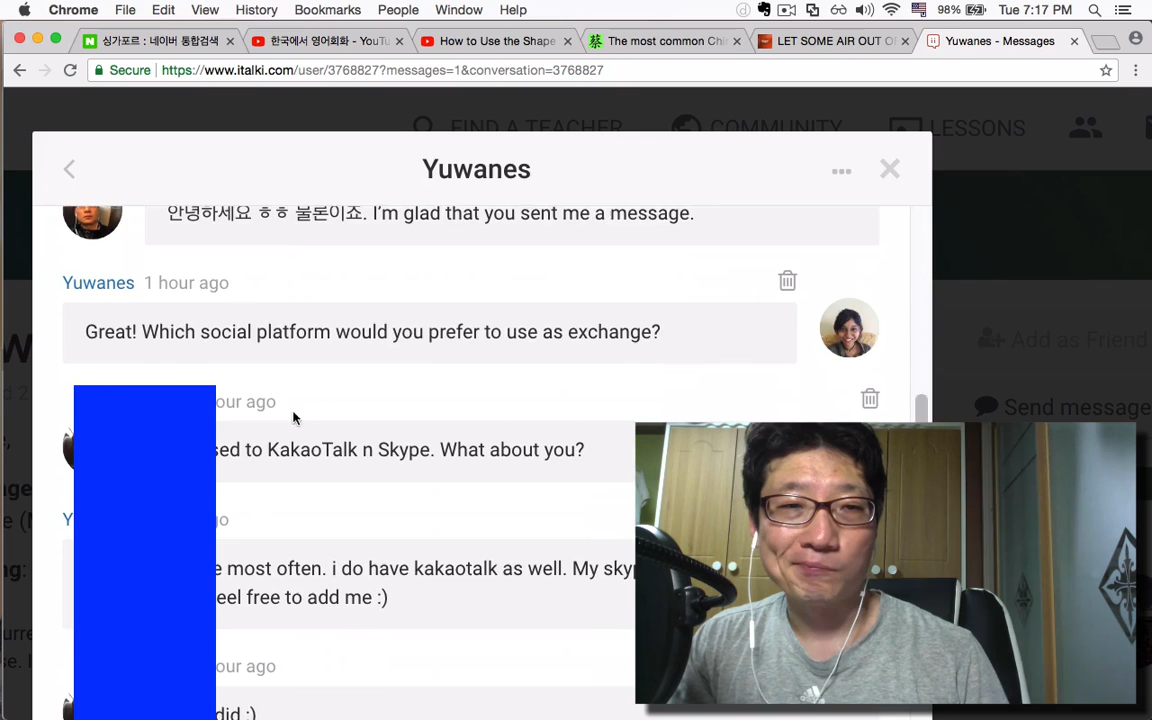 Chrome File Edit View History Bookmarks People Window Help 98% Tue 7:17 PM
싱가포르 : 네이버 통합검색 한국에서 영어회화 - YouTu How to Use the Shape The most common Chi LET SOME AIR OUT OF Yuwanes - Messages
Secure https://www.italki.com/user/3768827?messages=1&conversation=3768827
FIND A TEACHER COMMUNITY LESSONS
Yuwanes
안녕하세요 ㅎㅎ 물론이죠. I'm glad that you sent me a message.
Yuwanes 1 hour ago
Great! Which social platform would you prefer to use as exchange?
Add as Friend
our ago
Send message
sed to KakaoTalk n Skype. What about you?
Y go
e most often. i do have kakaotalk as well. My skyp
eel free to add me :)
our ago
did :)